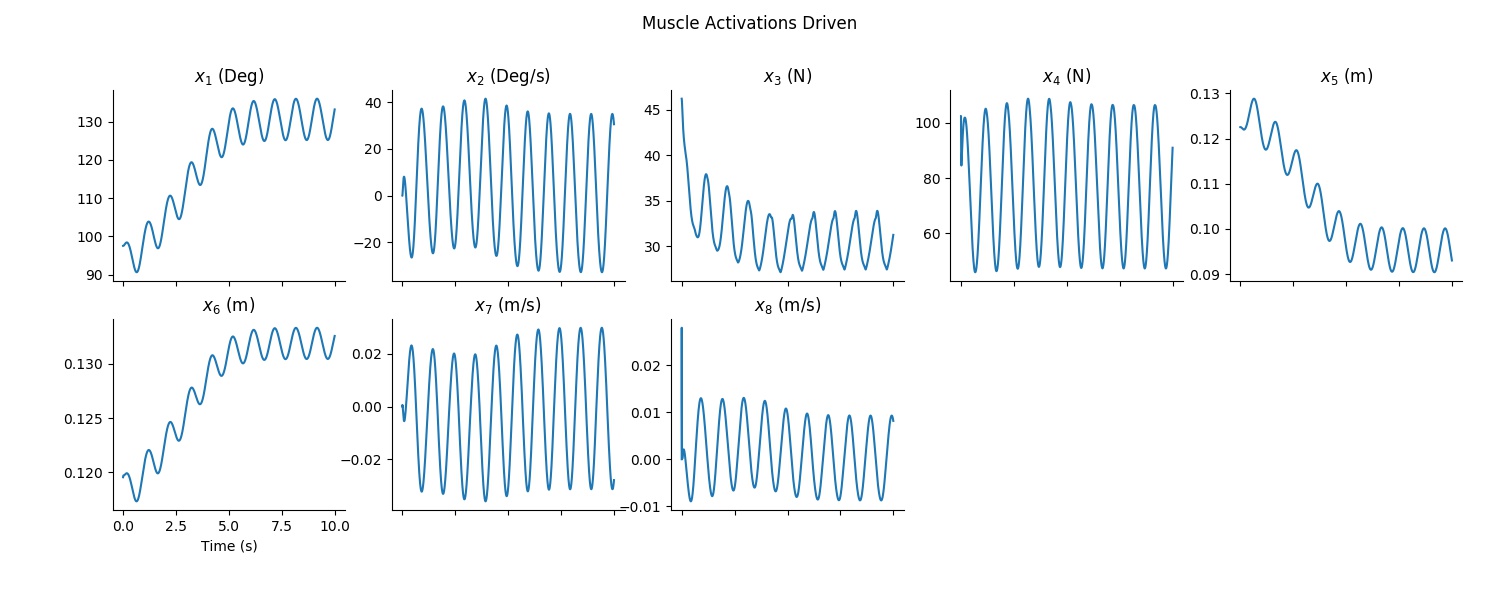 Muscle Activations Driven
x₁ (Deg)
x₂ (Deg/s)
x₃ (N)
x₄ (N)
x₅ (m)
130
120
110
100
90
40
20
0
−20
45
40
35
30
100
80
60
0.13
0.12
0.11
0.10
0.09
x₆ (m)
x₇ (m/s)
x₈ (m/s)
0.130
0.125
0.120
0.02
0.00
−0.02
0.02
0.01
0.00
−0.01
0.0 2.5 5.0 7.5 10.0
Time (s)